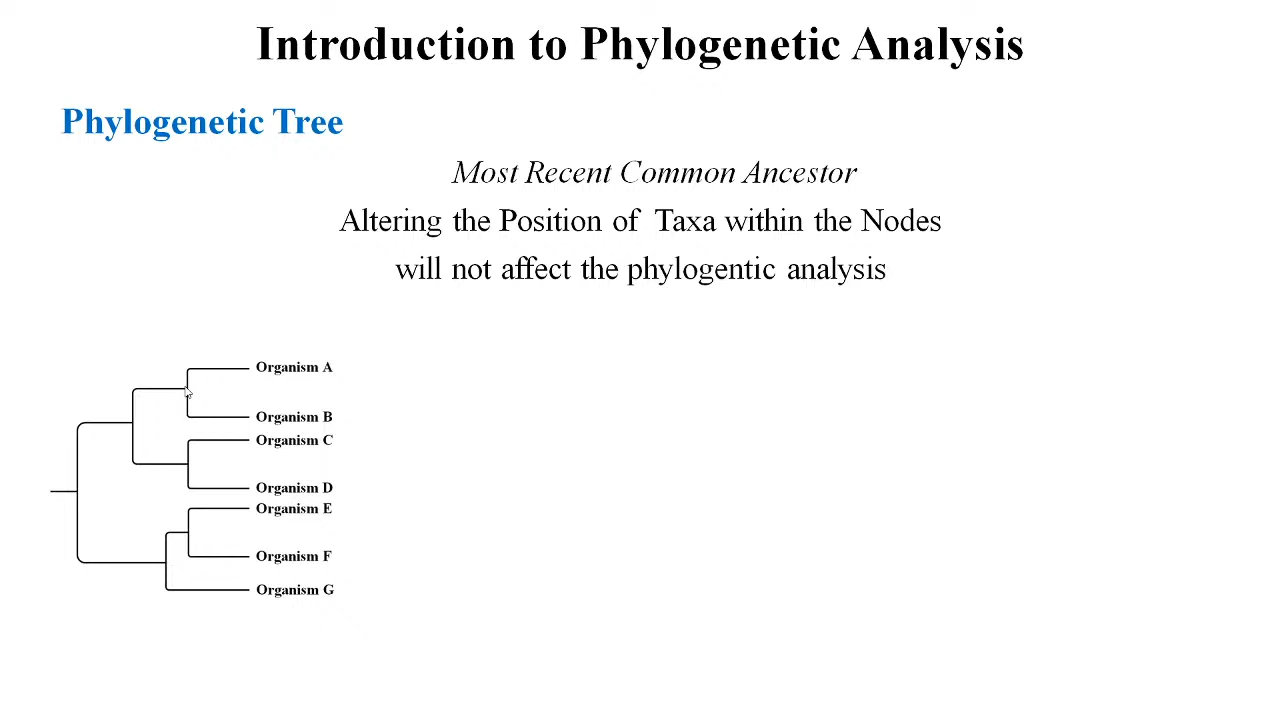 Introduction to Phylogenetic Analysis
Phylogenetic Tree
Most Recent Common Ancestor
Altering the Position of Taxa within the Nodes
will not affect the phylogentic analysis
Organism A
Organism B
Organism C
Organism D
Organism E
Organism F
Organism G